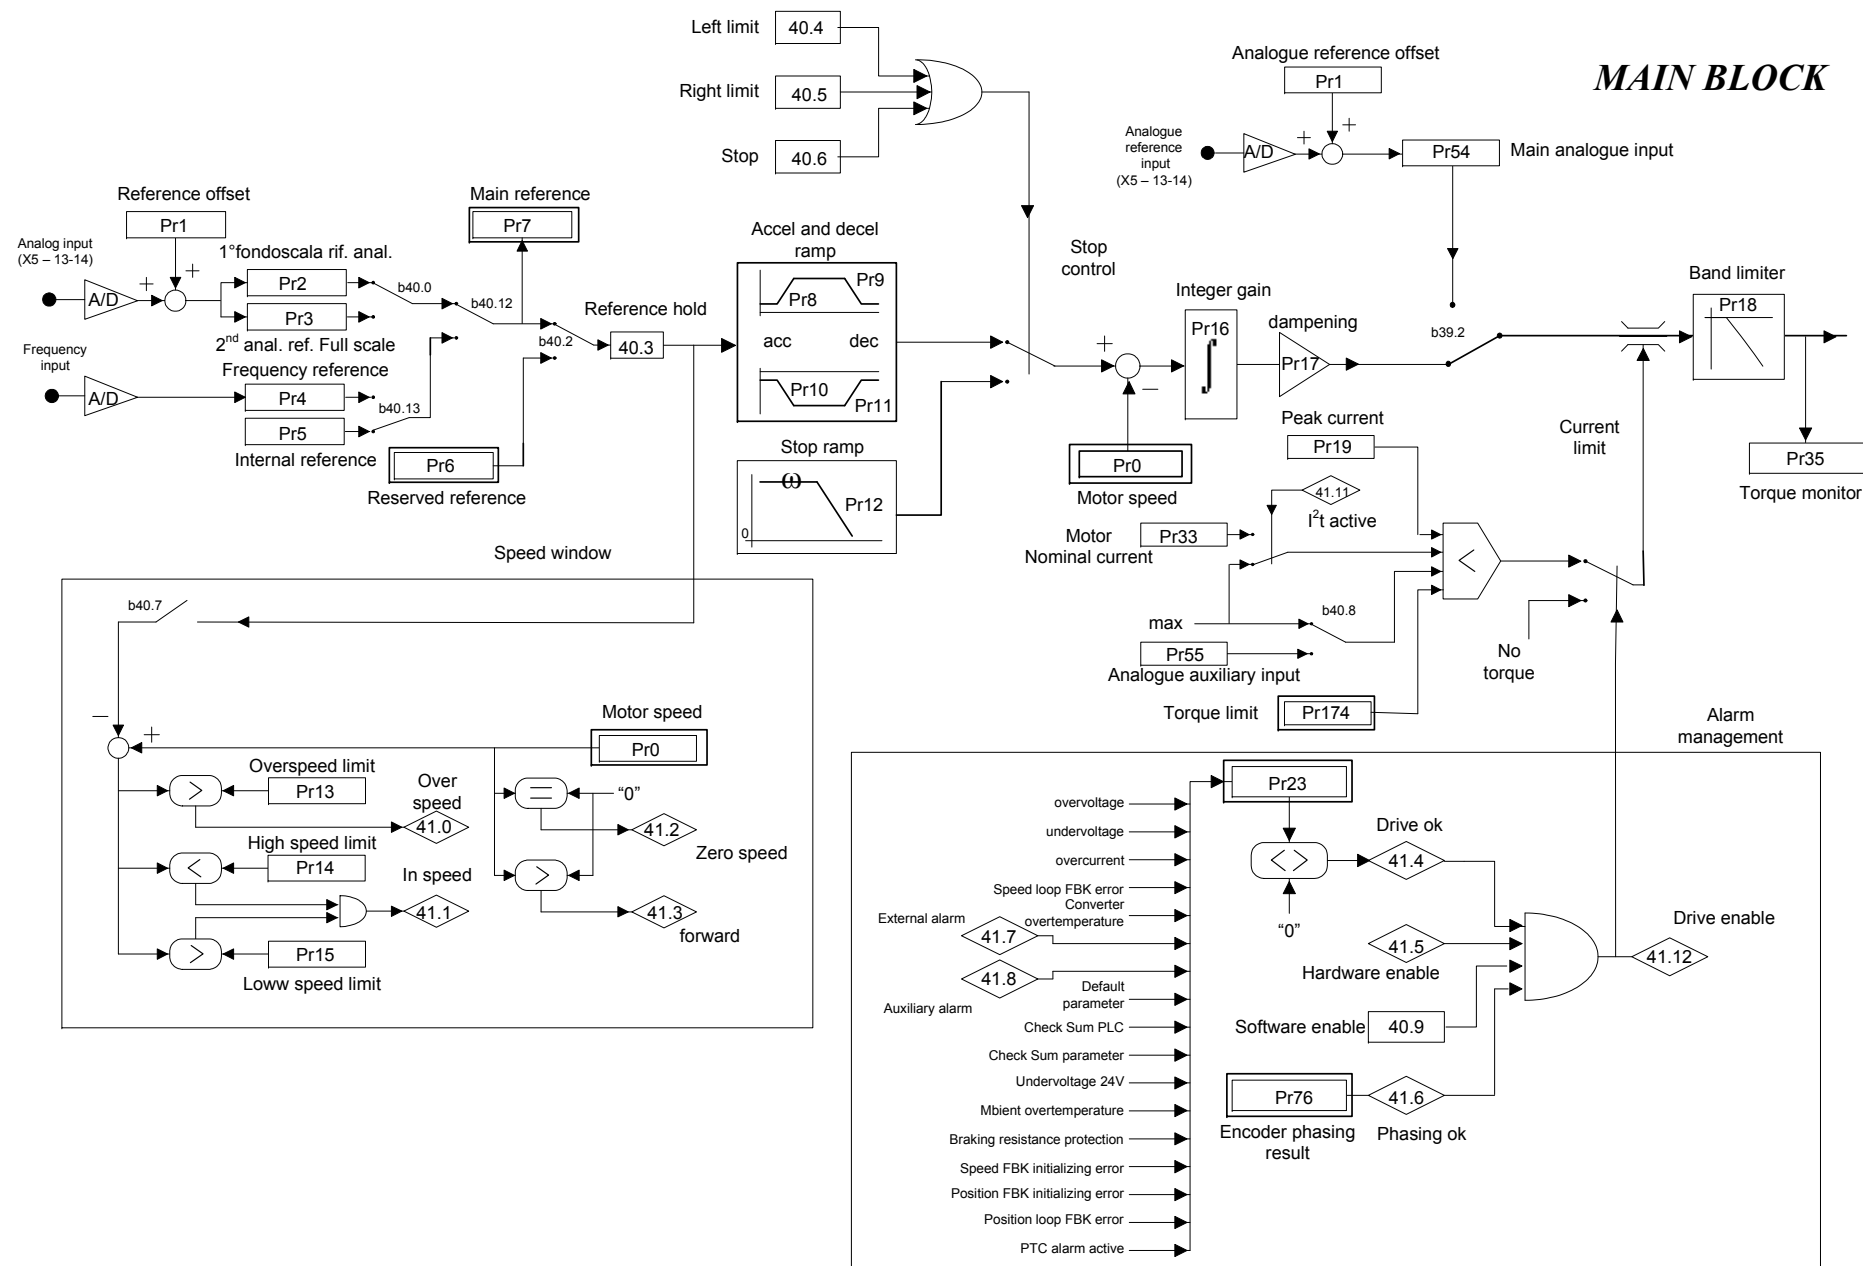 MAIN BLOCK
Left limit 40.4
Right limit 40.5
Stop 40.6
Analogue reference offset
Pr1
Analogue
reference
input
(X5 – 13-14)
A/D
+
+
Pr54
Main analogue input
Reference offset
Pr1
Analog input
(X5 – 13-14)
A/D
+
+
1°fondoscala rif. anal.
Pr2
Pr3
2nd anal. ref. Full scale
Frequency
input
A/D
Frequency reference
Pr4
Pr5
Internal reference
b40.0
b40.12
b40.13
b40.2
Main reference
Pr7
Pr6
Reserved reference
Reference hold
40.3
Accel and decel
ramp
Pr9
Pr8
acc dec
Pr10
Pr11
Stop ramp
ω
Pr12
0
Stop
control
+
–
Pr0
Motor speed
Integer gain
Pr16
∫
dampening
Pr17
b39.2
Band limiter
Pr18
Current
limit
Pr35
Torque monitor
Peak current
Pr19
41.11
I2t active
Motor
Nominal current
Pr33
<
max
b40.8
Pr55
Analogue auxiliary input
Torque limit
Pr174
No
torque
Speed window
b40.7
–
+
Motor speed
Pr0
Overspeed limit
>
Pr13
Over
speed
41.0
High speed limit
<
Pr14
In speed
41.1
>
Pr15
Loww speed limit
=
“0”
41.2
Zero speed
>
41.3
forward
Alarm
management
overvoltage
undervoltage
overcurrent
Speed loop FBK error
Converter
overtemperature
External alarm
41.7
41.8
Auxiliary alarm
Default
parameter
Check Sum PLC
Check Sum parameter
Undervoltage 24V
Mbient overtemperature
Braking resistance protection
Speed FBK initializing error
Position FBK initializing error
Position loop FBK error
PTC alarm active
Pr23
< >
“0”
Drive ok
41.4
41.5
Hardware enable
Software enable 40.9
Pr76
Encoder phasing
result
41.6
Phasing ok
Drive enable
41.12